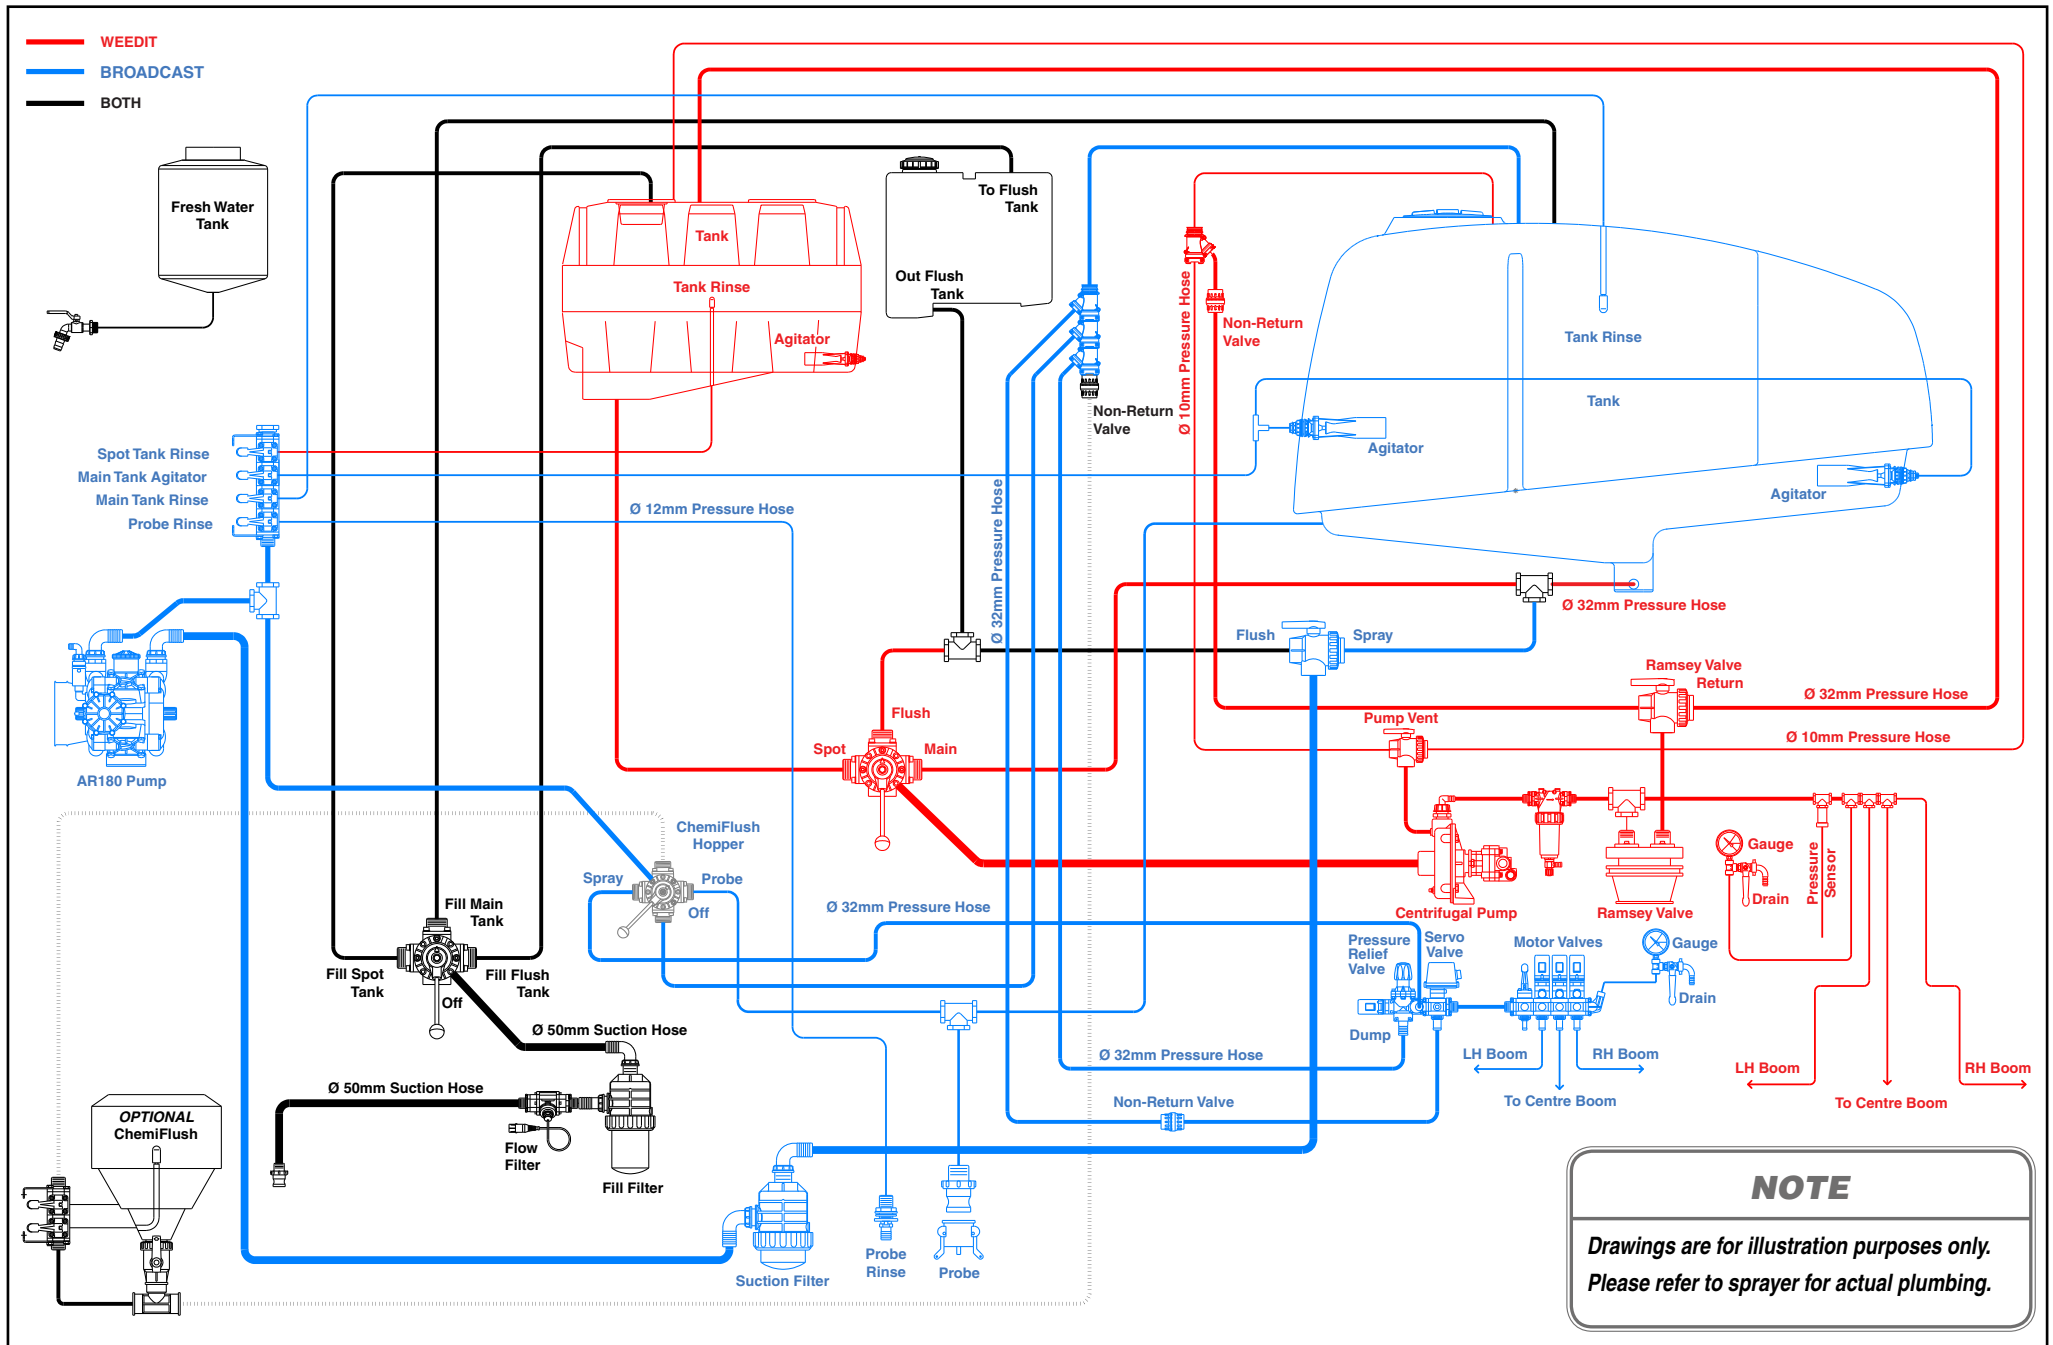 WEEDIT
BROADCAST
BOTH
Fresh Water
Tank
Tank
Tank Rinse
Agitator
To Flush
Tank
Out Flush
Tank
Non-Return
Valve
Ø 10mm Pressure Hose
Non-Return
Valve
Tank Rinse
Tank
Agitator
Agitator
Spot Tank Rinse
Main Tank Agitator
Main Tank Rinse
Probe Rinse
Ø 12mm Pressure Hose
Ø 32mm Pressure Hose
Ø 32mm Pressure Hose
Flush
Spray
Ramsey Valve
Return
Ø 32mm Pressure Hose
Pump Vent
Ø 10mm Pressure Hose
AR180 Pump
Flush
Spot
Main
ChemiFlush
Hopper
Spray
Probe
Off
Ø 32mm Pressure Hose
Centrifugal Pump
Ramsey Valve
Gauge
Drain
Pressure
Sensor
Fill Main
Tank
Fill Spot
Tank
Fill Flush
Tank
Off
Pressure
Relief
Valve
Servo
Valve
Motor Valves
Gauge
Drain
Dump
Ø 50mm Suction Hose
Ø 50mm Suction Hose
Ø 32mm Pressure Hose
LH Boom
RH Boom
To Centre Boom
LH Boom
RH Boom
To Centre Boom
Non-Return Valve
OPTIONAL
ChemiFlush
Flow
Filter
Fill Filter
Suction Filter
Probe
Rinse
Probe
NOTE
Drawings are for illustration purposes only.
Please refer to sprayer for actual plumbing.